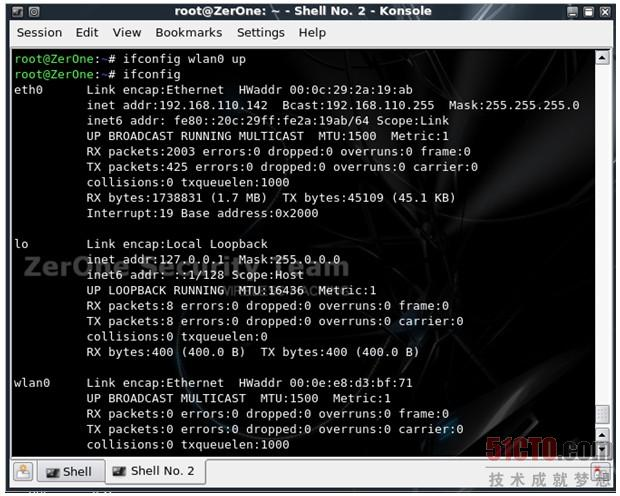 root@ZerOne: ~ - Shell No. 2 - Konsole
Session Edit View Bookmarks Settings Help
root@ZerOne:~# ifconfig wlan0 up
root@ZerOne:~# ifconfig
eth0      Link encap:Ethernet  HWaddr 00:0c:29:2a:19:ab
          inet addr:192.168.110.142  Bcast:192.168.110.255  Mask:255.255.255.0
          inet6 addr: fe80::20c:29ff:fe2a:19ab/64 Scope:Link
          UP BROADCAST RUNNING MULTICAST  MTU:1500  Metric:1
          RX packets:2003 errors:0 dropped:0 overruns:0 frame:0
          TX packets:425 errors:0 dropped:0 overruns:0 carrier:0
          collisions:0 txqueuelen:1000
          RX bytes:1738831 (1.7 MB)  TX bytes:45109 (45.1 KB)
          Interrupt:19 Base address:0x2000
lo        Link encap:Local Loopback
          inet addr:127.0.0.1  Mask:255.0.0.0
ZerOne Security Team
          inet6 addr: ::1/128 Scope:Host
          UP LOOPBACK RUNNING  MTU:16436  Metric:1
          RX packets:8 errors:0 dropped:0 overruns:0 frame:0
          TX packets:8 errors:0 dropped:0 overruns:0 carrier:0
          collisions:0 txqueuelen:0
          RX bytes:400 (400.0 B)  TX bytes:400 (400.0 B)
wlan0     Link encap:Ethernet  HWaddr 00:0e:e8:d3:bf:71
          UP BROADCAST MULTICAST  MTU:1500  Metric:1
          RX packets:0 errors:0 dropped:0 overruns:0 frame:0
          TX packets:0 errors:0 dropped:0 overruns:0 carrier:0
          collisions:0 txqueuelen:1000
51CTO.com
技术成就梦想
Shell
Shell No. 2